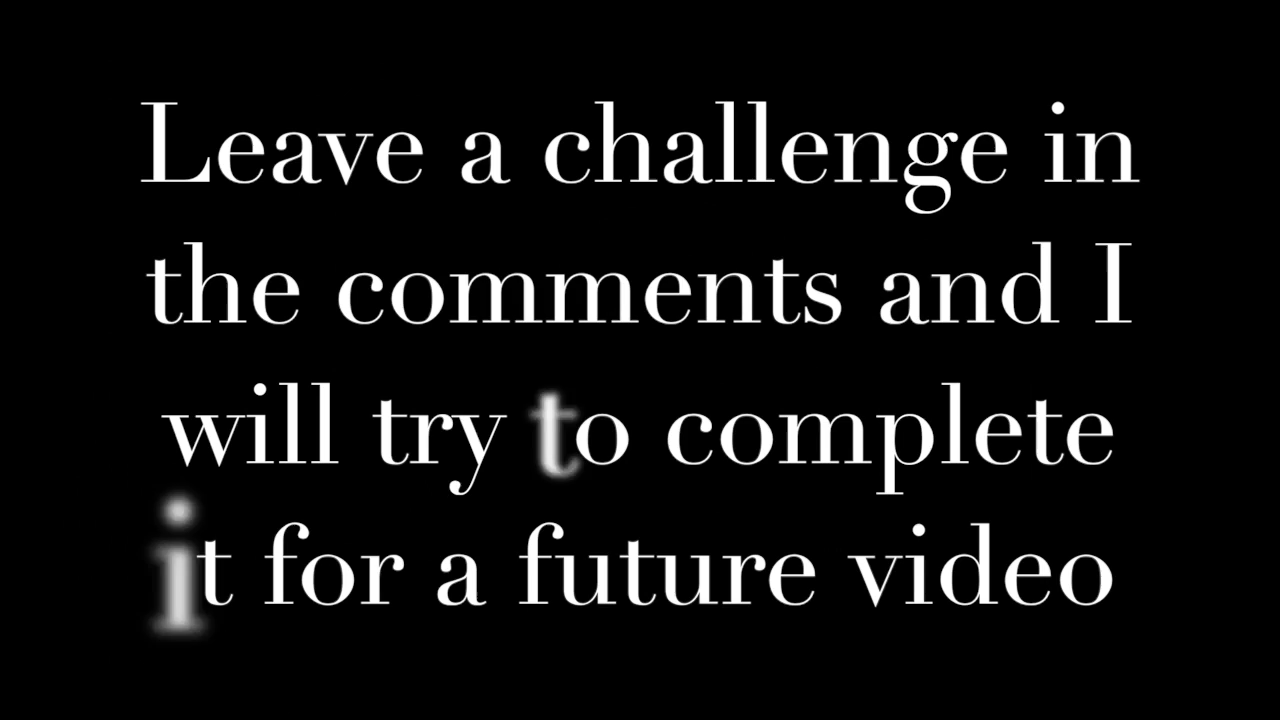 Leave a challenge in
the comments and I
will try to complete
it for a future video